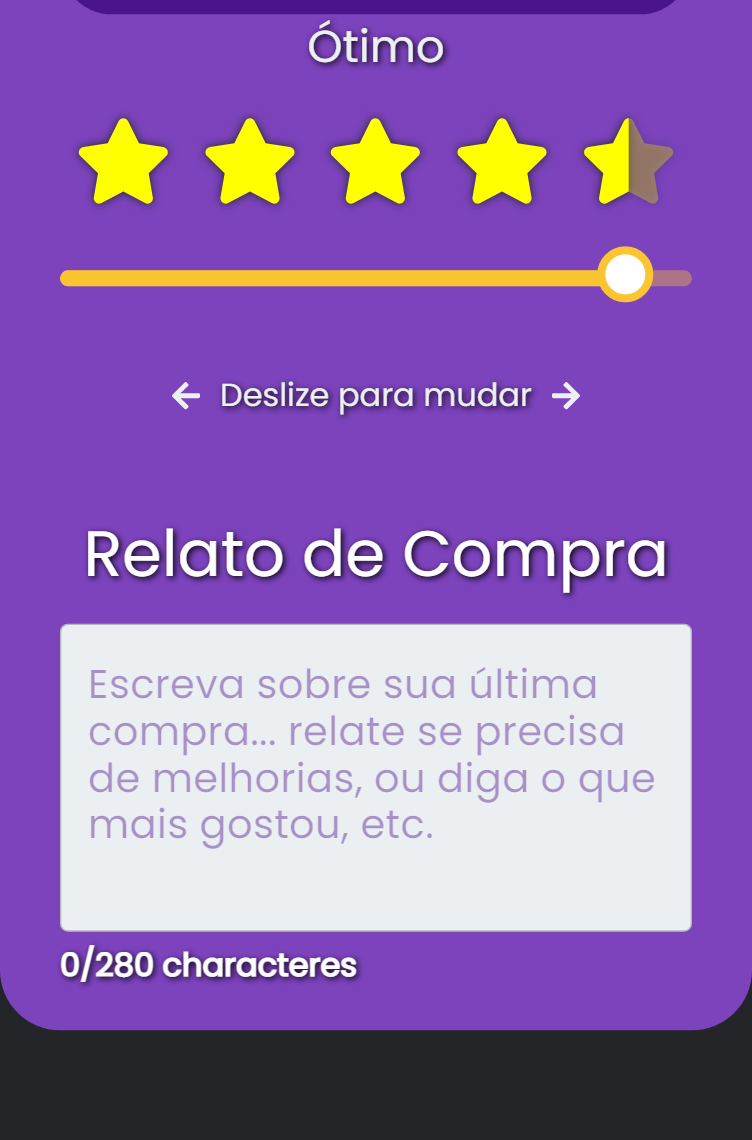 Ótimo
Deslize para mudar
Relato de Compra
Escreva sobre sua última
compra... relate se precisa
de melhorias, ou diga o que
mais gostou, etc.
0/280 characteres